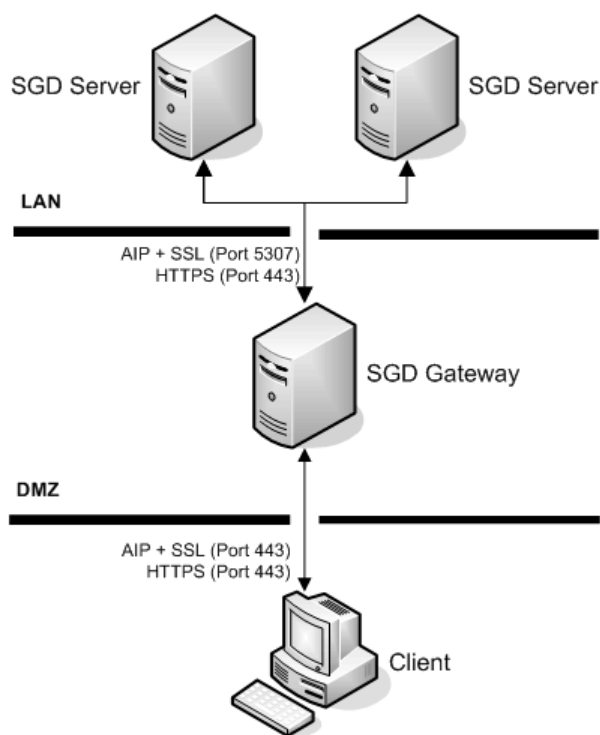 SGD Server
SGD Server
LAN
AIP + SSL (Port 5307)
HTTPS (Port 443)
SGD Gateway
DMZ
AIP + SSL (Port 443)
HTTPS (Port 443)
Client